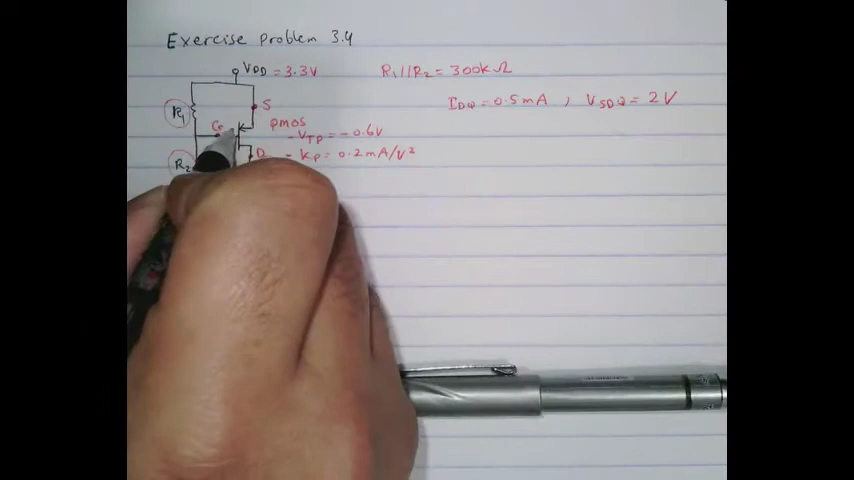 Exercise Problem 3.4
VDD = 3.3V
R1//R2 = 300kΩ
IDQ = 0.5mA , VSDQ = 2V
R1
S
G
PMOS
- VTP = -0.6V
R2
D
- KP = 0.2mA/V²